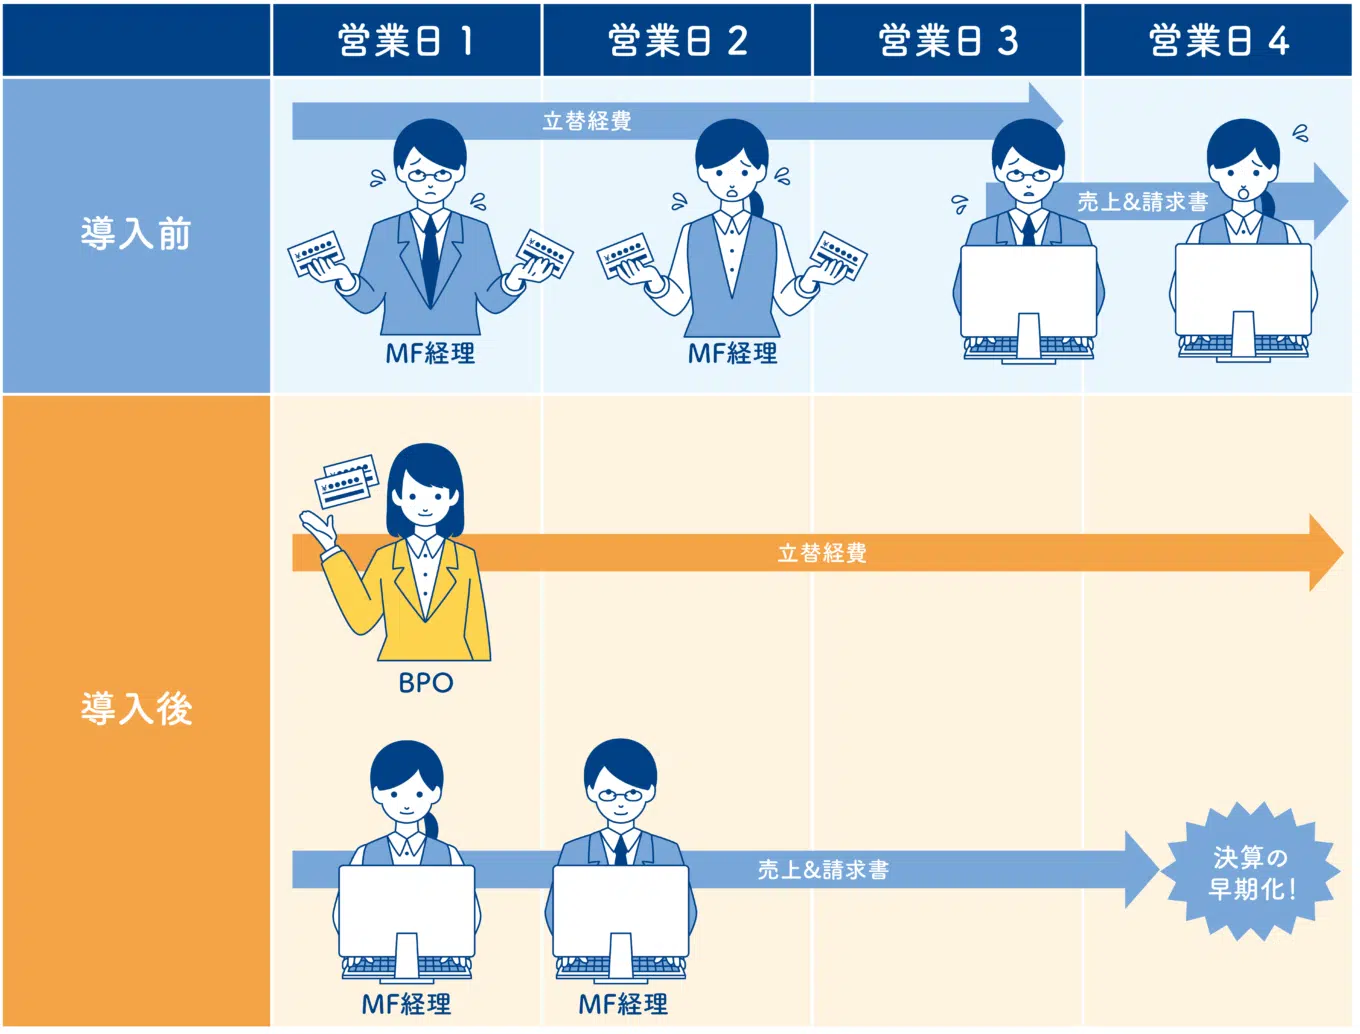 営業日 1
営業日 2
営業日 3
営業日 4
導入前
立替経費
売上&請求書
MF経理
MF経理
導入後
立替経費
BPO
売上&請求書
決算の
早期化!
MF経理
MF経理